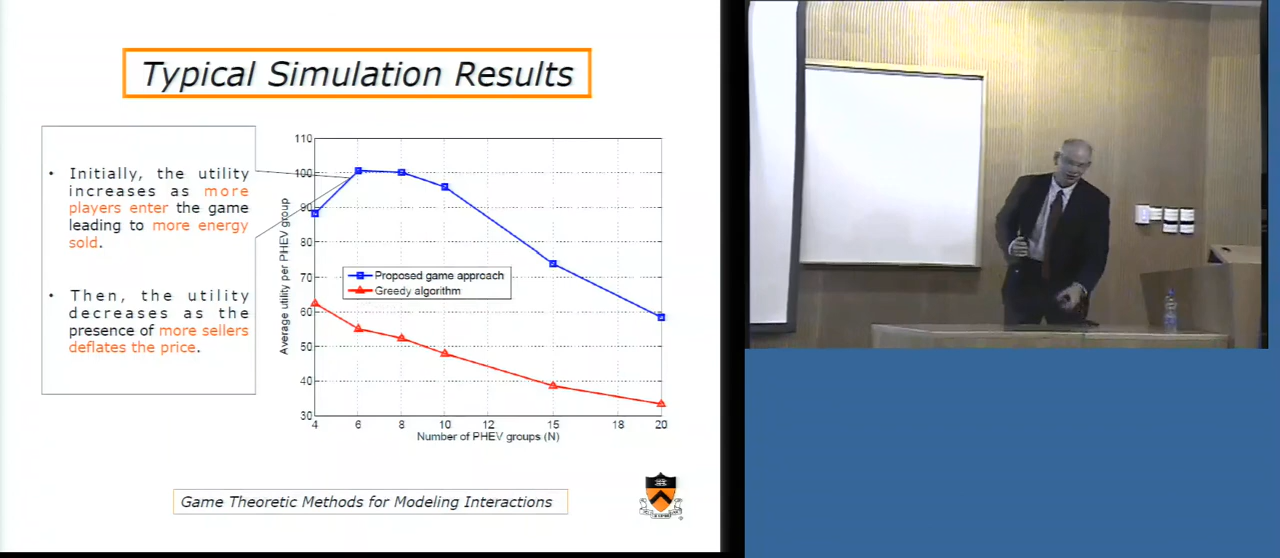 Typical Simulation Results
• Initially, the utility
increases as more
players enter the game
leading to more energy
sold.
• Then, the utility
decreases as the
presence of more sellers
deflates the price.
110
100
90
80
70
60
50
40
30
Average utility per PHEV group
Proposed game approach
Greedy algorithm
4 6 8 10 12 15 18 20
Number of PHEV groups (N)
Game Theoretic Methods for Modeling Interactions